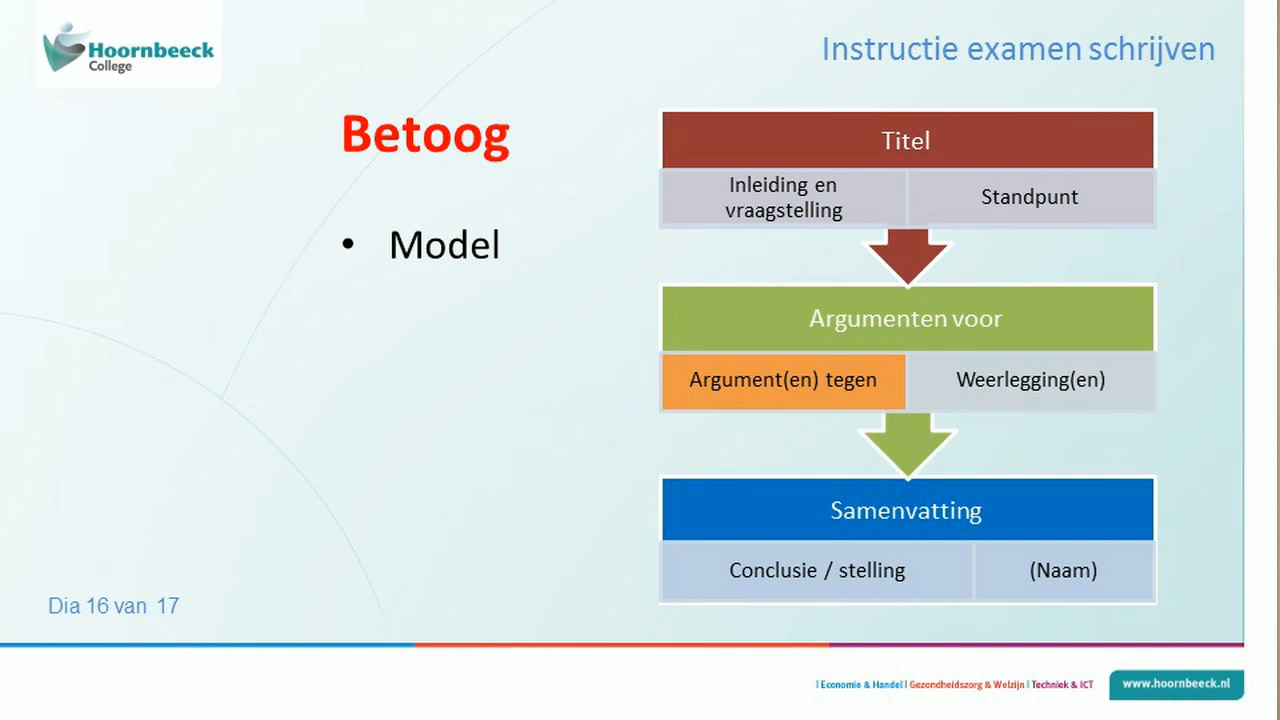 Hoornbeeck
College
Instructie examen schrijven
Betoog
• Model
Titel
Inleiding en
vraagstelling
Standpunt
Argumenten voor
Argument(en) tegen
Weerlegging(en)
Samenvatting
Conclusie / stelling
(Naam)
Dia 16 van 17
| Economie & Handel | Gezondheidszorg & Welzijn | Techniek & ICT
www.hoornbeeck.nl